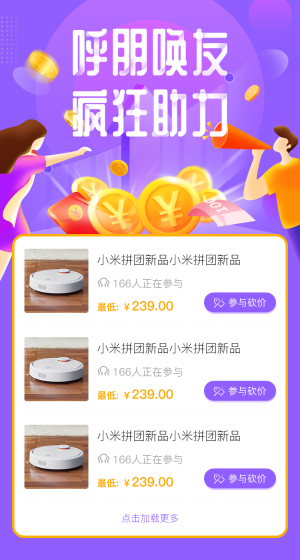 呼朋唤友
疯狂助力
小米拼团新品小米拼团新品
166人正在参与
最低: ¥239.00
参与砍价
小米拼团新品小米拼团新品
166人正在参与
最低: ¥239.00
参与砍价
小米拼团新品小米拼团新品
166人正在参与
最低: ¥239.00
参与砍价
点击加载更多